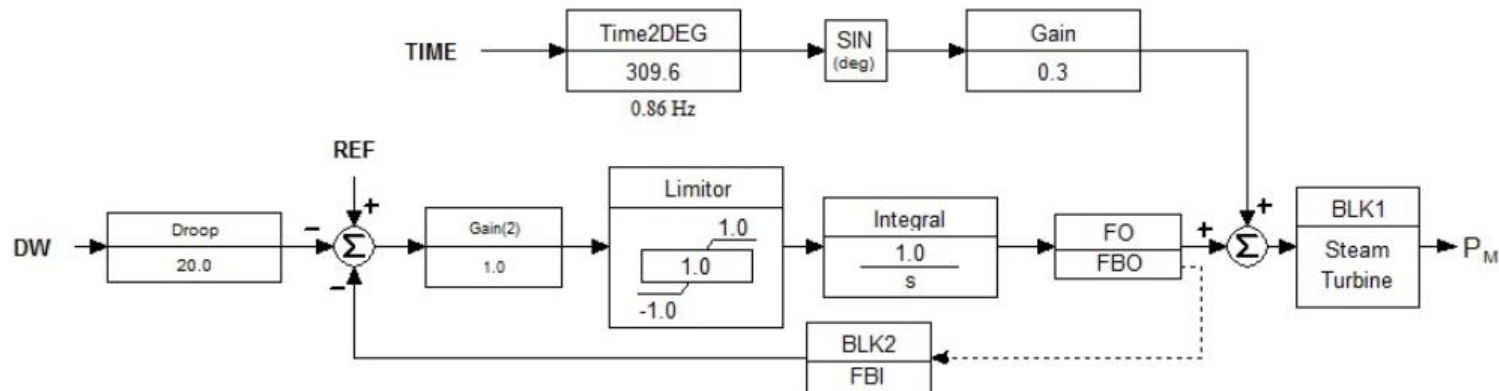 TIME
Time2DEG
309.6
0.86 Hz
SIN
(deg)
Gain
0.3
+
REF
+
DW
Droop
20.0
−
Σ
−
Gain(2)
1.0
Limitor
1.0
1.0
-1.0
Integral
1.0
s
FO
FBO
+
Σ
BLK1
Steam
Turbine
PM
BLK2
FBI